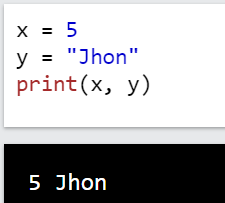 x = 5
y = "Jhon"
print(x, y)
5 Jhon